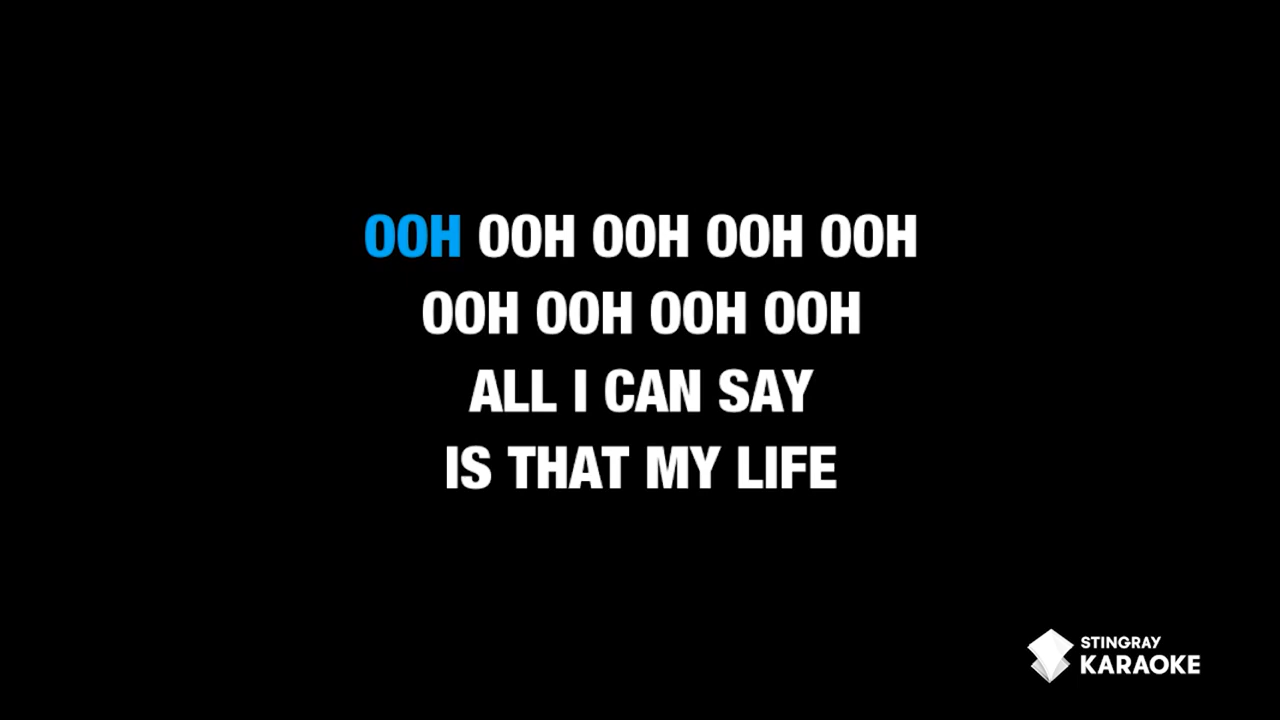 OOH OOH OOH OOH OOH
OOH OOH OOH OOH
ALL I CAN SAY
IS THAT MY LIFE
STINGRAY
KARAOKE